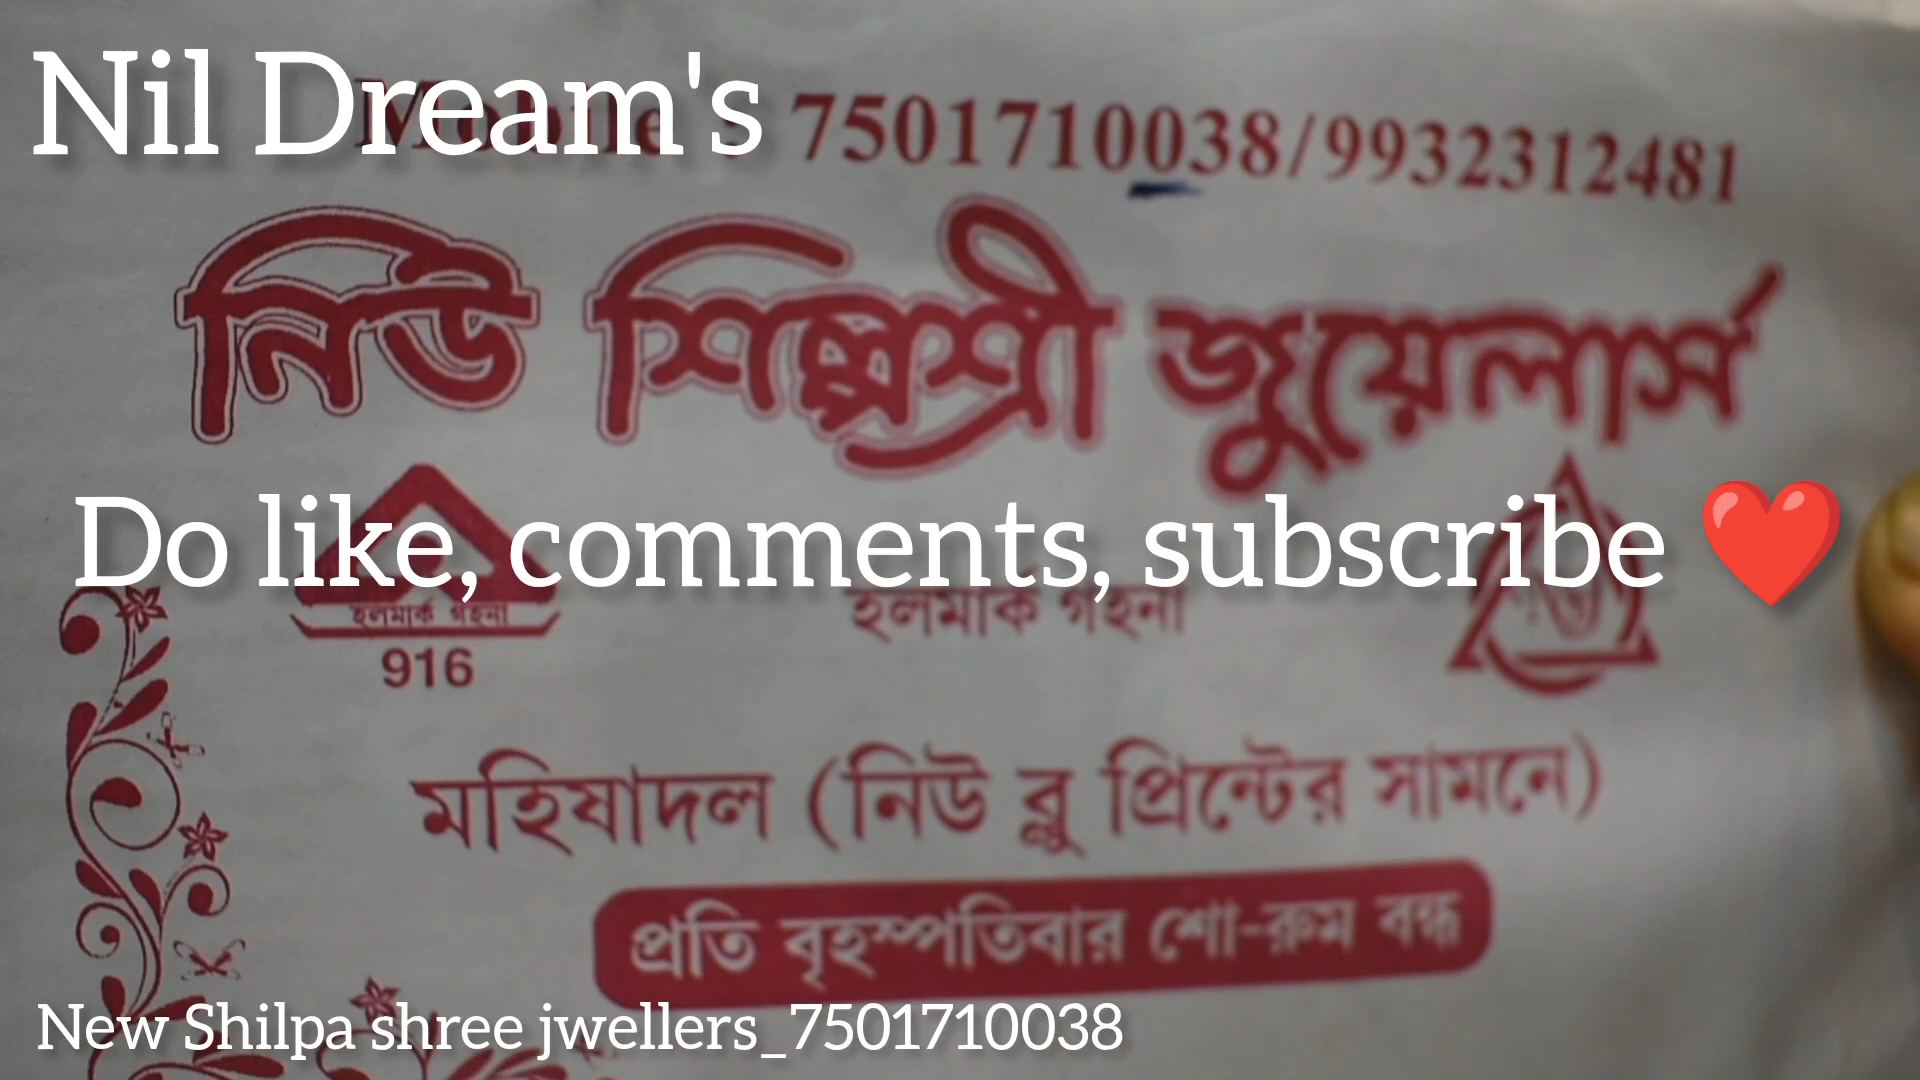 Nil Dream's
Mobile : 7501710038/9932312481
নিউ শিল্পশ্রী জুয়েলার্স
Do like, comments, subscribe ❤️
হলমার্ক গহনা
916
হলমার্ক গহনা
মহিষাদল (নিউ ব্লু প্রিন্টের সামনে)
প্রতি বৃহস্পতিবার শো-রুম বন্ধ
New Shilpa shree jwellers_7501710038